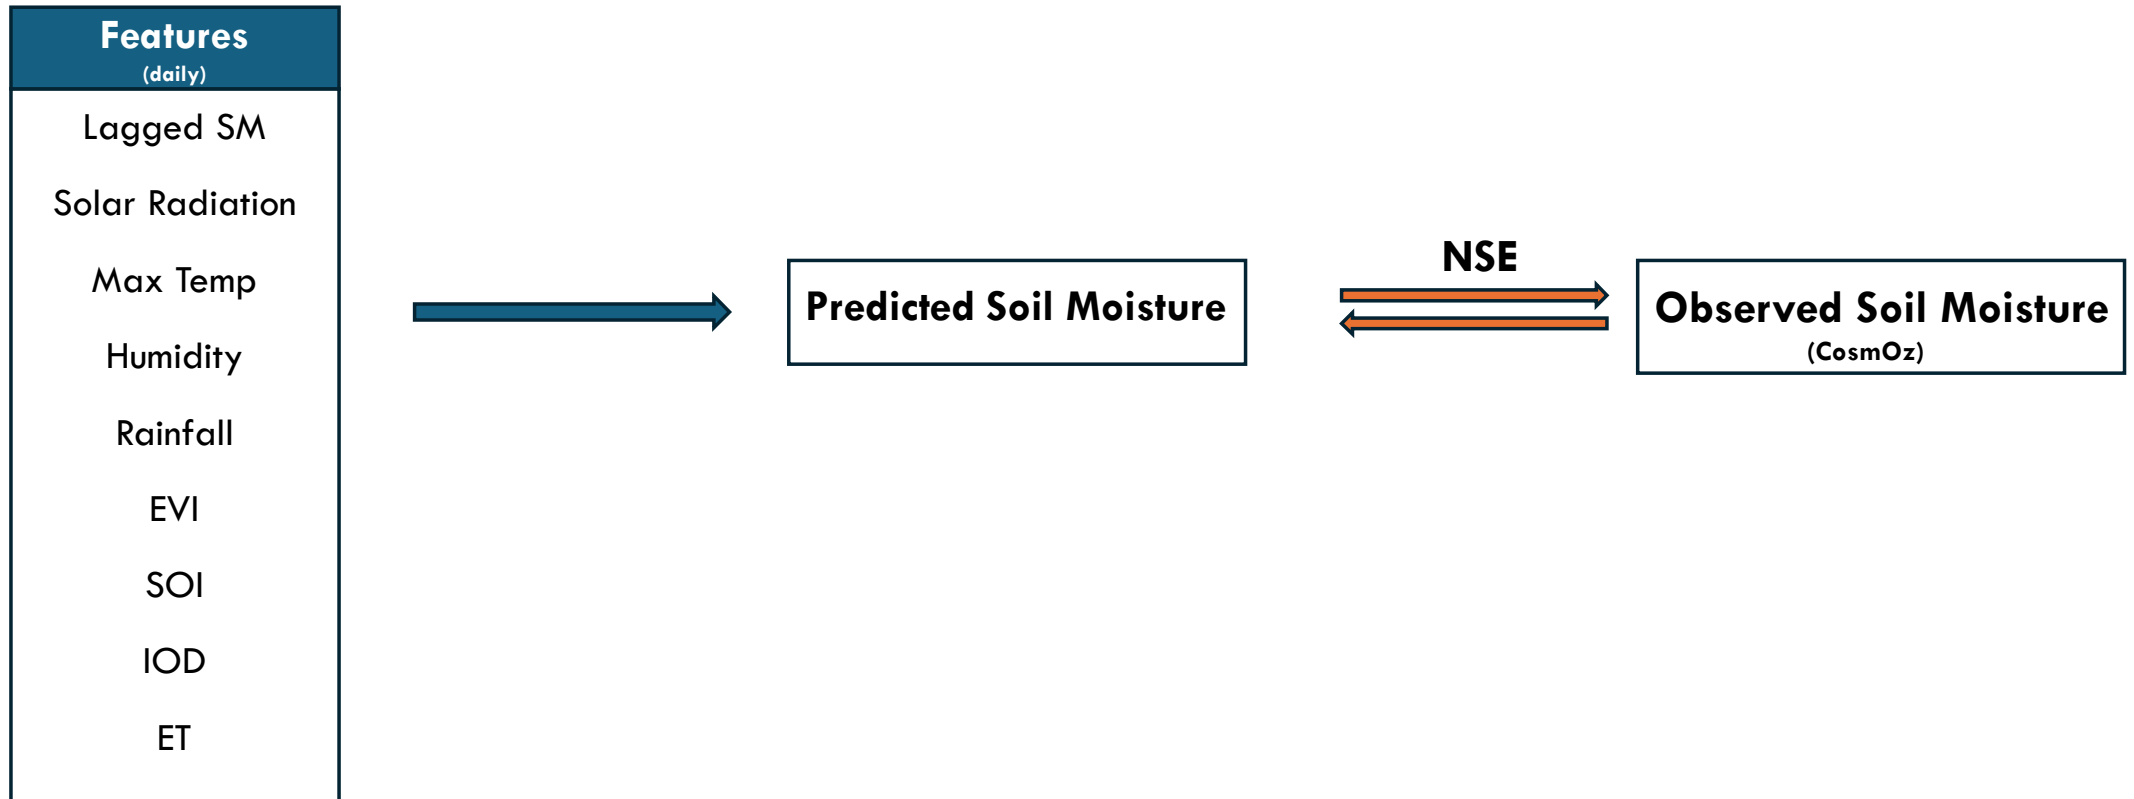 Features
(daily)
Lagged SM
Solar Radiation
Max Temp
Humidity
Rainfall
EVI
SOI
IOD
ET
Predicted Soil Moisture
NSE
Observed Soil Moisture
(CosmOz)